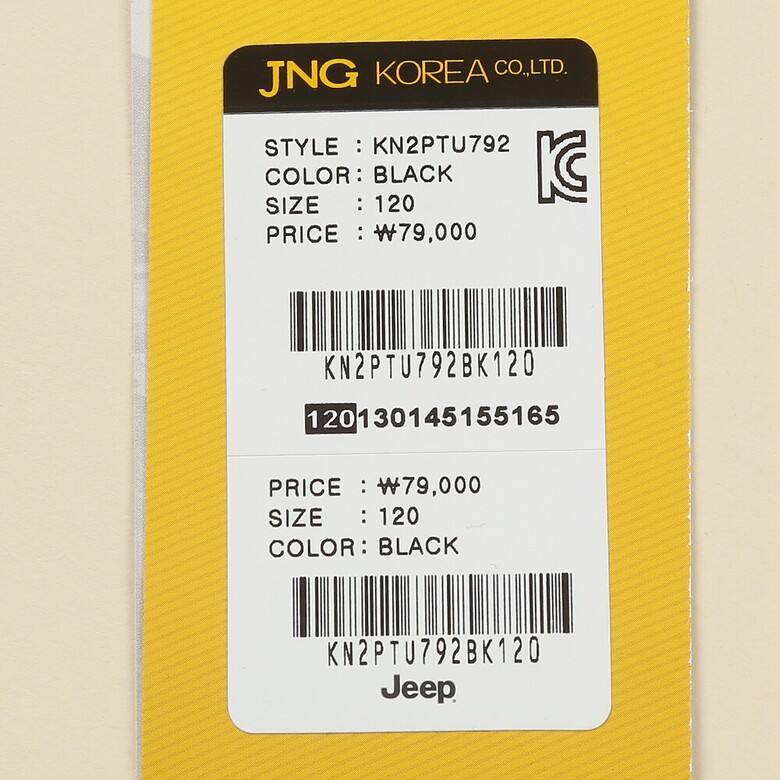 JNG KOREA CO.,LTD.
STYLE : KN2PTU792
COLOR : BLACK
SIZE : 120
PRICE : ₩79,000
KN2PTU792BK120
120130145155165
PRICE : ₩79,000
SIZE : 120
COLOR : BLACK
KN2PTU792BK120
Jeep